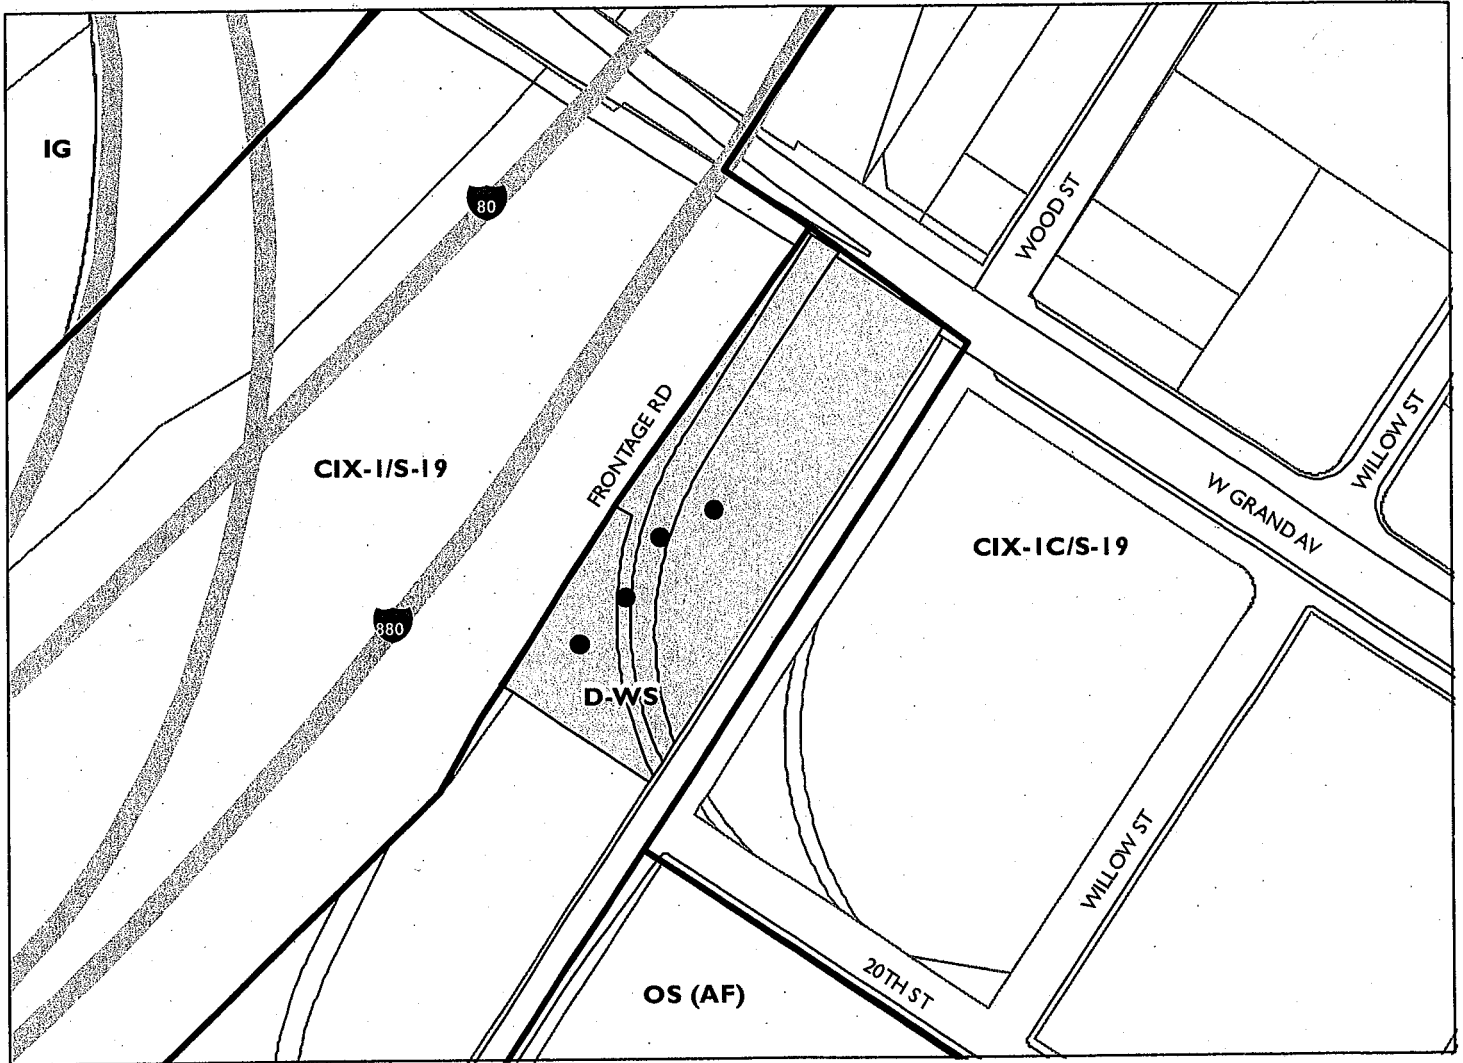 IG
80
WOOD ST
FRONTAGE RD
WILLOW ST
CIX-1/S-19
W GRAND AV
CIX-1C/S-19
880
D-WS
WILLOW ST
20TH ST
OS (AF)